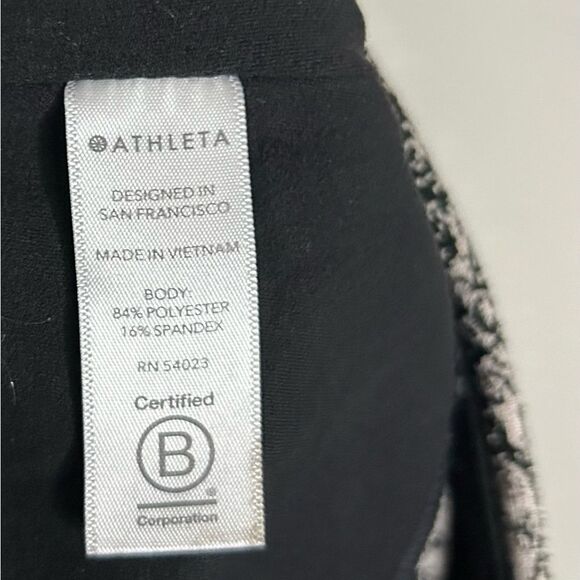 ATHLETA
DESIGNED IN
SAN FRANCISCO
MADE IN VIETNAM
BODY:
84% POLYESTER
16% SPANDEX
RN 54023
Certified
B
®
Corporation